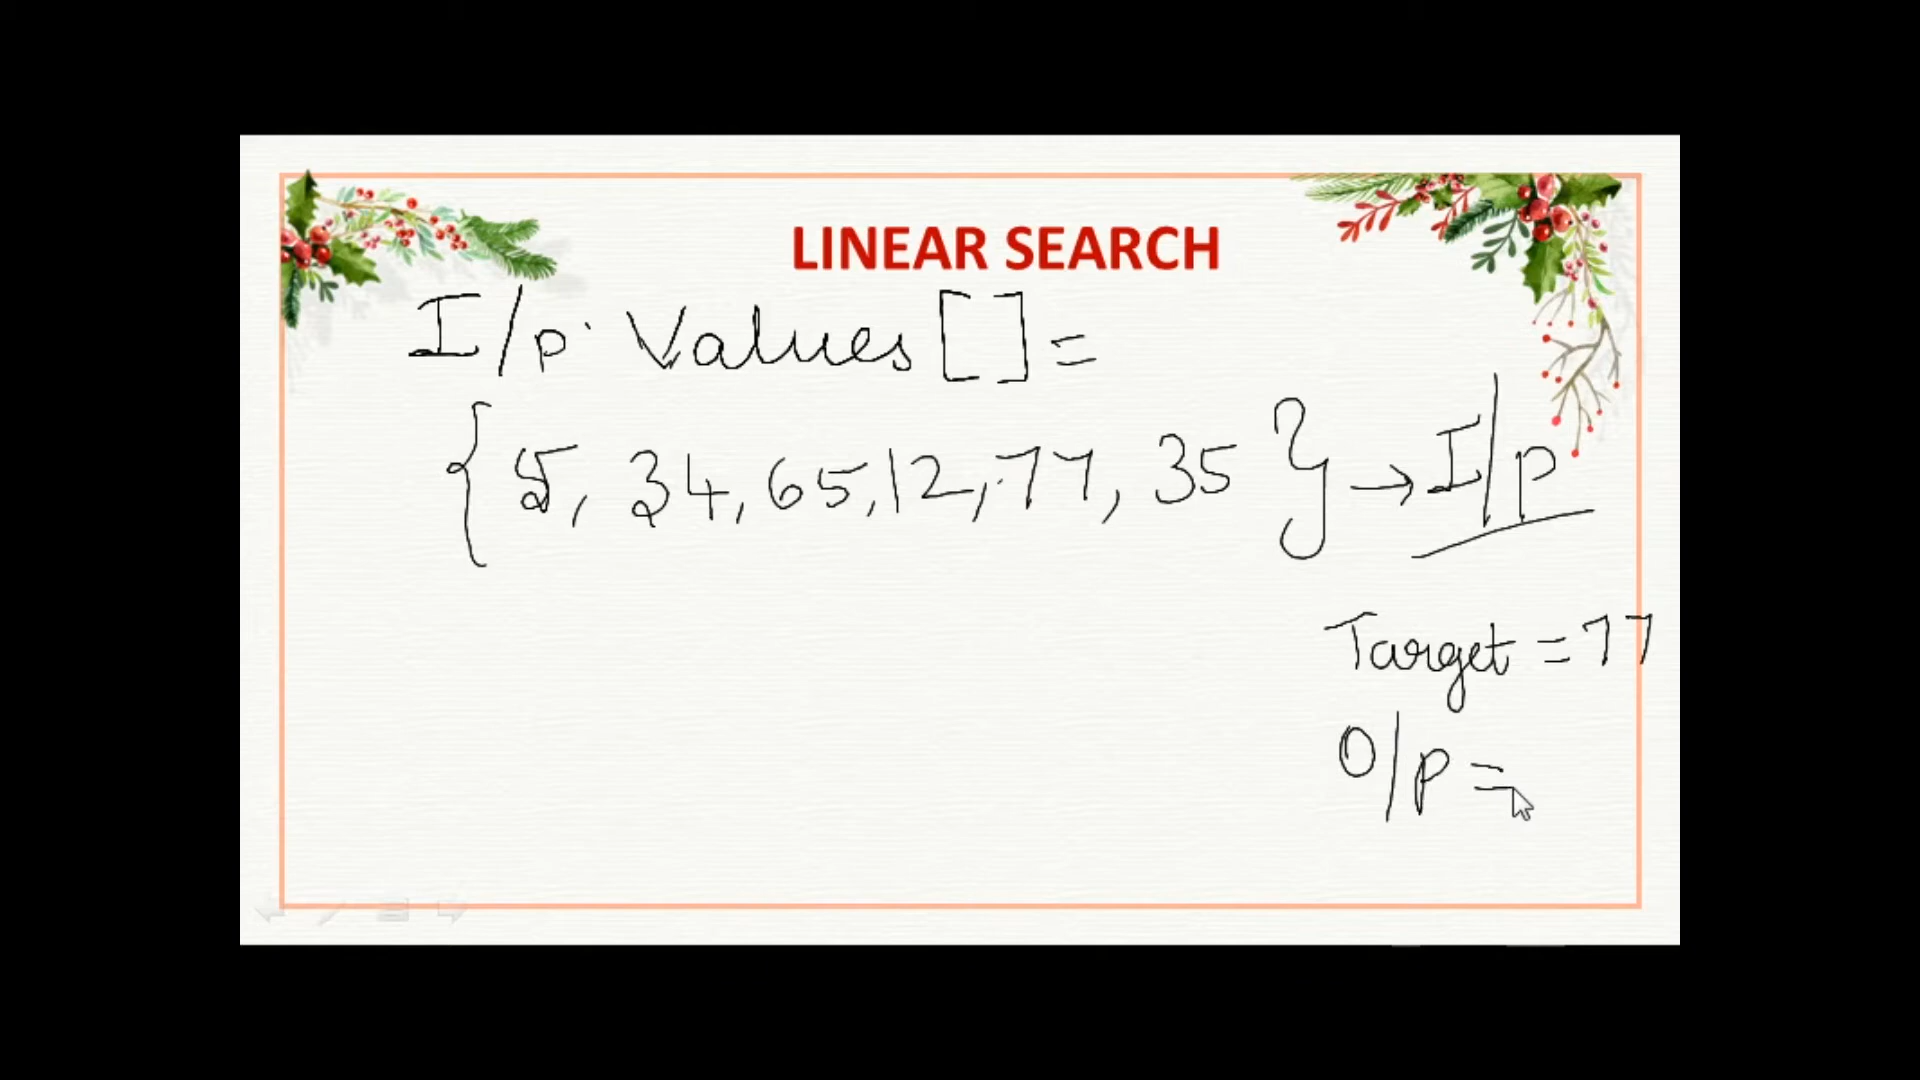 LINEAR SEARCH
I/p Values [ ] =
{ 5, 34, 65, 12, 77, 35 } → I/p
Target = 77
O/p =